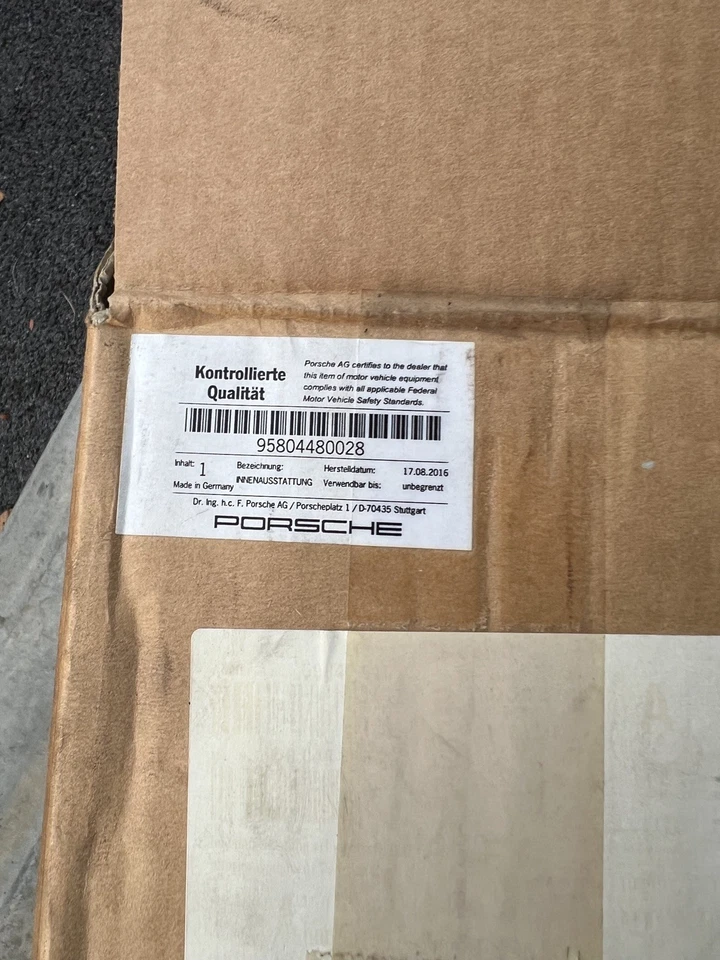 Kontrollierte
Qualität
Porsche AG certifies to the dealer that
this item of motor vehicle equipment
complies with all applicable Federal
Motor Vehicle Safety Standards.
95804480028
Inhalt: 1 Bezeichnung: Herstelldatum: 17.08.2016
Made in Germany INNENAUSSTATTUNG Verwendbar bis: unbegrenzt
Dr. Ing. h.c. F. Porsche AG / Porscheplatz 1 / D-70435 Stuttgart
PORSCHE